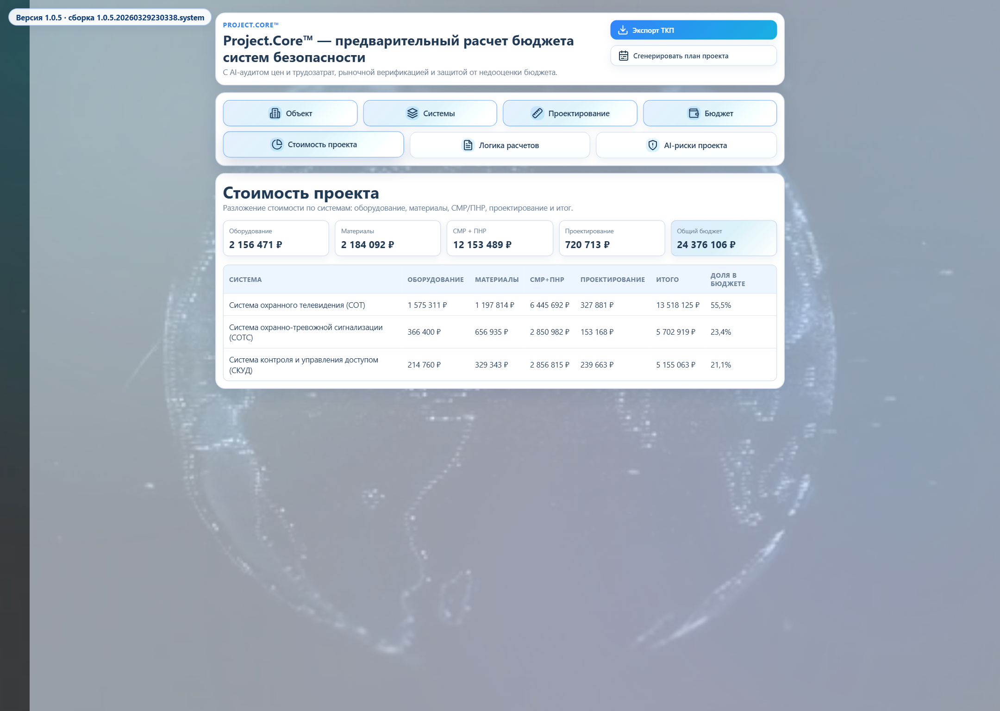 Версия 1.0.5 · сборка 1.0.5.20260329230338.system
PROJECT.CORE™
Project.Core™ — предварительный расчет бюджета
систем безопасности
С AI-аудитом цен и трудозатрат, рыночной верификацией и защитой от недооценки бюджета.
Экспорт ТКП
Сгенерировать план проекта
Объект
Системы
Проектирование
Бюджет
Стоимость проекта
Логика расчетов
AI-риски проекта
Стоимость проекта
Разложение стоимости по системам: оборудование, материалы, СМР/ПНР, проектирование и итог.
Оборудование
2 156 471 ₽
Материалы
2 184 092 ₽
СМР + ПНР
12 153 489 ₽
Проектирование
720 713 ₽
Общий бюджет
24 376 106 ₽
СИСТЕМА ОБОРУДОВАНИЕ МАТЕРИАЛЫ СМР+ПНР ПРОЕКТИРОВАНИЕ ИТОГО ДОЛЯ В БЮДЖЕТЕ
Система охранного телевидения (СОТ) 1 575 311 ₽ 1 197 814 ₽ 6 445 692 ₽ 327 881 ₽ 13 518 125 ₽ 55,5%
Система охранно-тревожной сигнализации
(СОТС) 366 400 ₽ 656 935 ₽ 2 850 982 ₽ 153 168 ₽ 5 702 919 ₽ 23,4%
Система контроля и управления доступом
(СКУД) 214 760 ₽ 329 343 ₽ 2 856 815 ₽ 239 663 ₽ 5 155 063 ₽ 21,1%